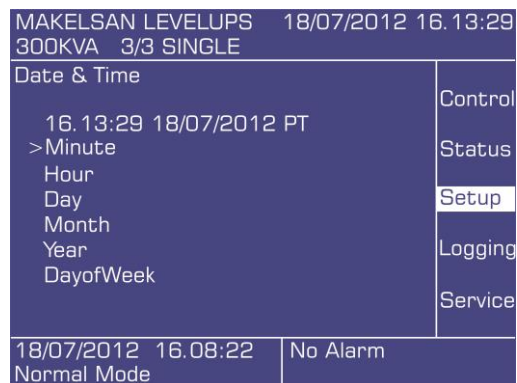 MAKELSAN LEVELUPS 18/07/2012 16.13:29
300KVA 3/3 SINGLE
Date & Time
16.13:29 18/07/2012 PT
>Minute
Hour
Day
Month
Year
DayofWeek
Control
Status
Setup
Logging
Service
18/07/2012 16.08:22 No Alarm
Normal Mode